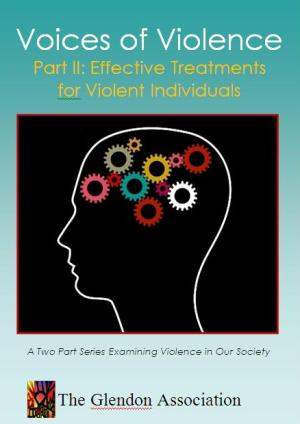 Voices of Violence
Part II: Effective Treatments
for Violent Individuals
A Two Part Series Examining Violence in Our Society
The Glendon Association